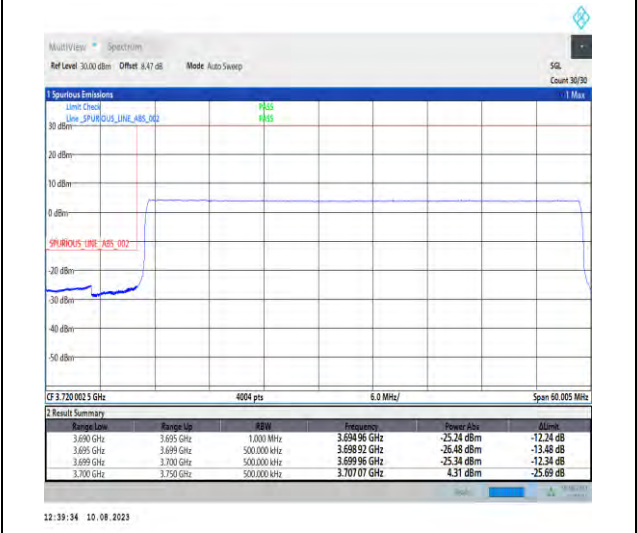 MultiView Spectrum
Ref Level 30.00 dBm Offset 8.47 dB Mode Auto Sweep SGL
Count 30/30
1 Spurious Emissions 1 Max
Limit Check PASS
Line _SPURIOUS_LINE_ABS_002 PASS
30 dBm
20 dBm
10 dBm
0 dBm
SPURIOUS_LINE_ABS_002
-20 dBm
-30 dBm
-40 dBm
-50 dBm
CF 3.720 002 5 GHz 4004 pts 6.0 MHz/ Span 60.005 MHz
2 Result Summary
Range Low Range Up RBW Frequency Power Abs ΔLimit
3.690 GHz 3.695 GHz 1.000 MHz 3.694 96 GHz -25.24 dBm -12.24 dB
3.695 GHz 3.699 GHz 500.000 kHz 3.698 92 GHz -26.48 dBm -13.48 dB
3.699 GHz 3.700 GHz 500.000 kHz 3.699 96 GHz -25.34 dBm -12.34 dB
3.700 GHz 3.750 GHz 500.000 kHz 3.707 07 GHz 4.31 dBm -25.69 dB
12:39:34 10.08.2023